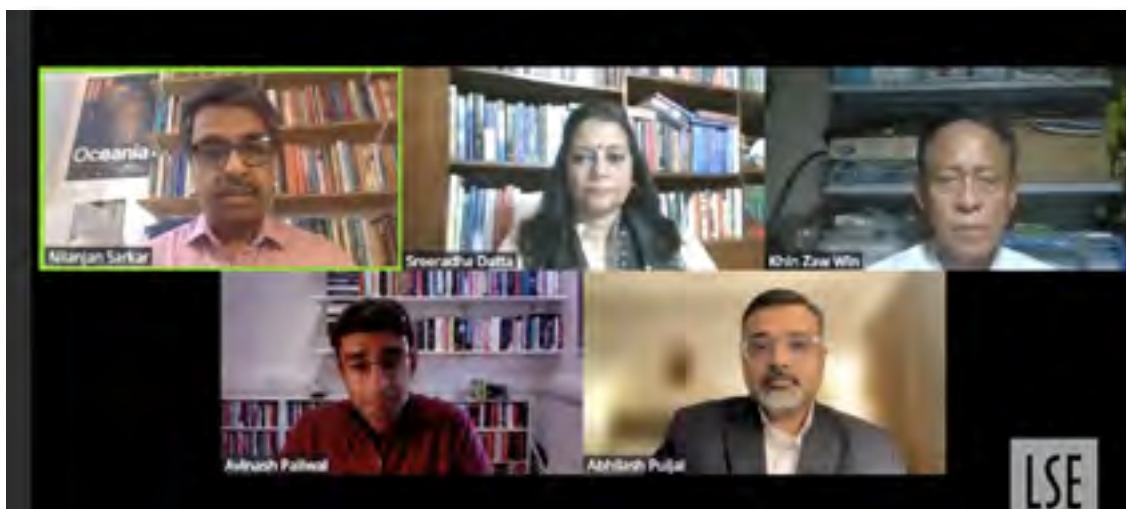 Oceania
Nilanjan Sarkar
Sreeradha Datta
Khin Zaw Win
Avinash Paliwal
Abhilash Puljal
LSE